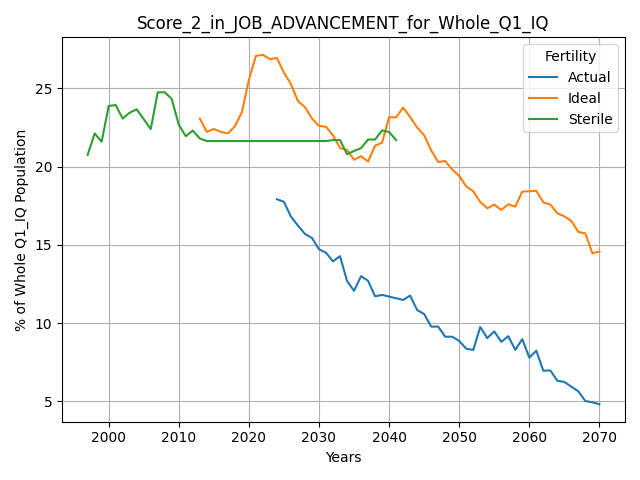 Score_2_in_JOB_ADVANCEMENT_for_Whole_Q1_IQ
Fertility
Actual
Ideal
Sterile
% of Whole Q1_IQ Population
25
20
15
10
5
2000 2010 2020 2030 2040 2050 2060 2070
Years